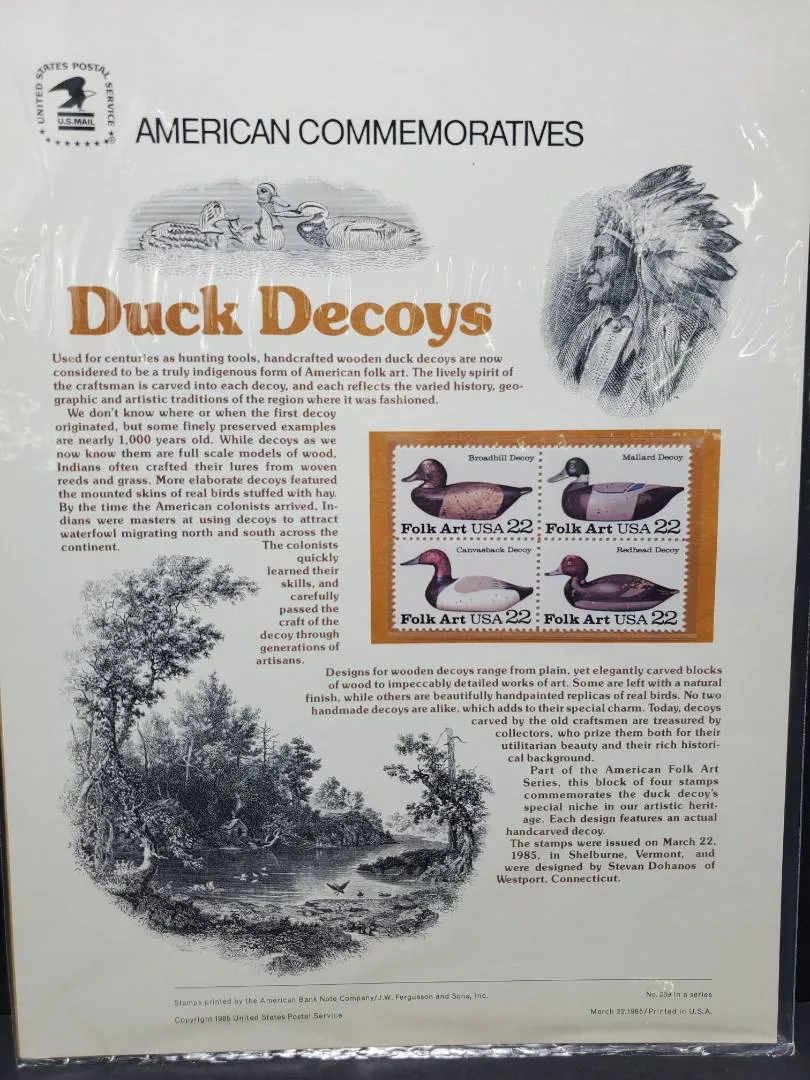 UNITED STATES POSTAL SERVICE
U.S.MAIL
AMERICAN COMMEMORATIVES
Duck Decoys
Used for centuries as hunting tools, handcrafted wooden duck decoys are now
considered to be a truly indigenous form of American folk art. The lively spirit of
the craftsman is carved into each decoy, and each reflects the varied history, geo-
graphic and artistic traditions of the region where it was fashioned.
We don't know where or when the first decoy
originated, but some finely preserved examples
are nearly 1,000 years old. While decoys as we
now know them are full scale models of wood,
Indians often crafted their lures from woven
reeds and grass. More elaborate decoys featured
the mounted skins of real birds stuffed with hay.
By the time the American colonists arrived, In-
dians were masters at using decoys to attract
waterfowl migrating north and south across the
continent.
The colonists
quickly
learned their
skills, and
carefully
passed the
craft of the
decoy through
generations of
artisans.
Broadbill Decoy
Folk Art USA 22
Mallard Decoy
Folk Art USA 22
Canvasback Decoy
Folk Art USA 22
Redhead Decoy
Folk Art USA 22
Designs for wooden decoys range from plain, yet elegantly carved blocks
of wood to impeccably detailed works of art. Some are left with a natural
finish, while others are beautifully handpainted replicas of real birds. No two
handmade decoys are alike, which adds to their special charm. Today, decoys
carved by the old craftsmen are treasured by
collectors, who prize them both for their
utilitarian beauty and their rich histori-
cal background.
Part of the American Folk Art
Series, this block of four stamps
commemorates the duck decoy's
special niche in our artistic herit-
age. Each design features an actual
handcarved decoy.
The stamps were issued on March 22,
1985, in Shelburne, Vermont, and
were designed by Stevan Dohanos of
Westport, Connecticut.
Stamps printed by the American Bank Note Company/J.W. Fergusson and Sons, Inc.
Copyright 1985 United States Postal Service
No. 239 in a series
March 22, 1985/Printed in U.S.A.